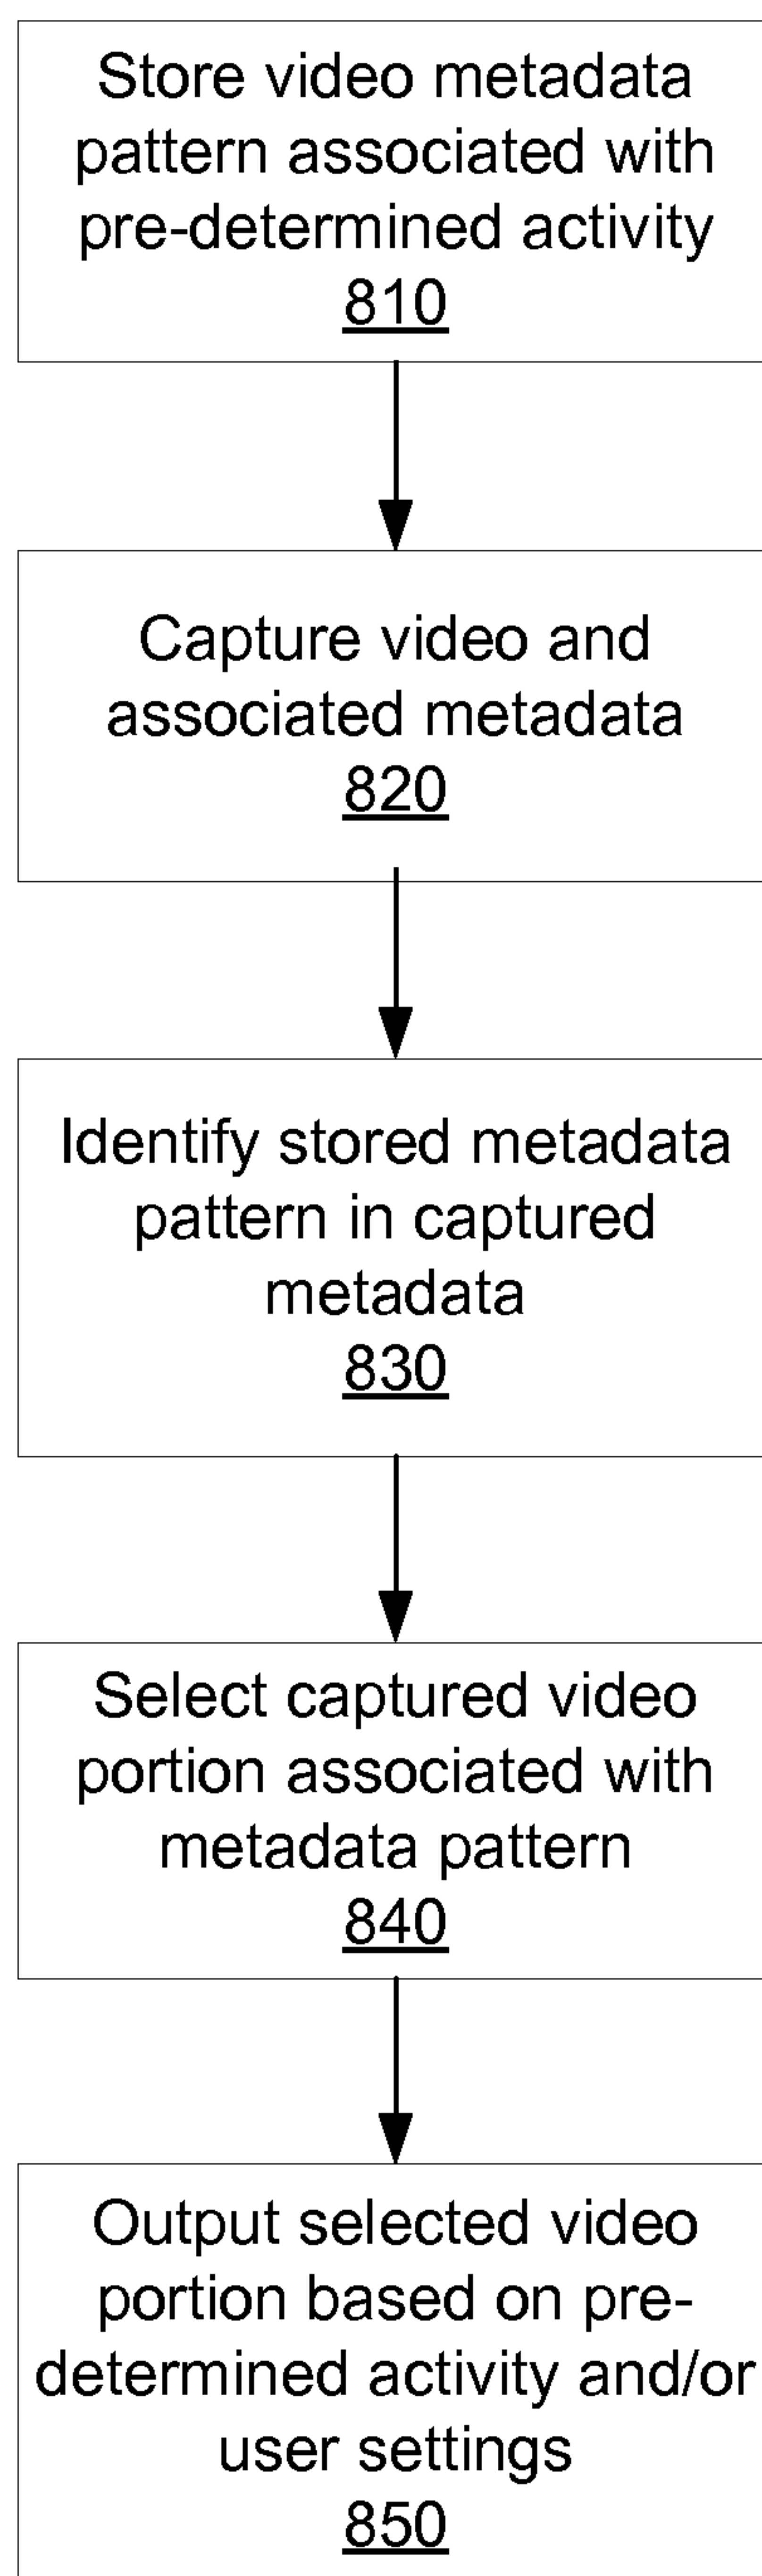 Store video metadata
pattern associated with
pre-determined activity
810
Capture video and
associated metadata
820
Identify stored metadata
pattern in captured
metadata
830
Select captured video
portion associated with
metadata pattern
840
Output selected video
portion based on pre-
determined activity and/or
user settings
850